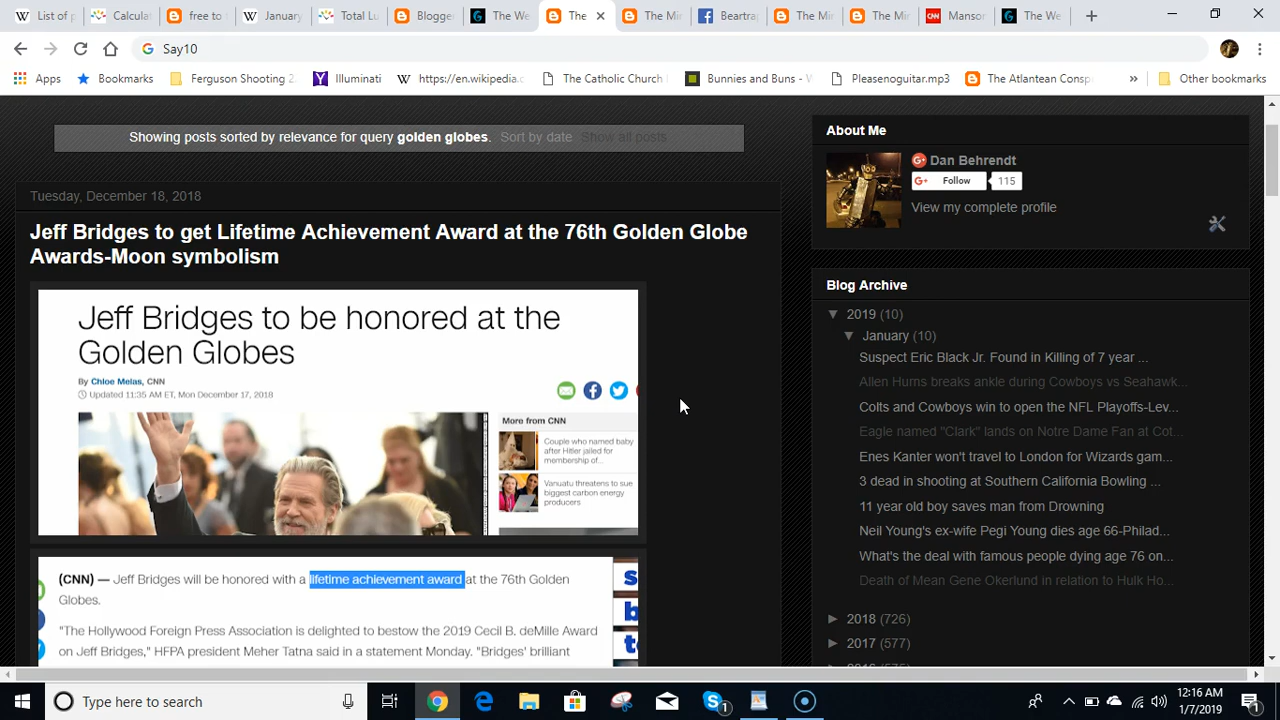 List of p
Calcula
free to
January
Total Lu
Blogge
The We
The
The Mi
Beartrap
The Mi
The Mi
CNN
Manso
The We
Say10
Apps
Bookmarks
Ferguson Shooting 2
Illuminati
https://en.wikipedia.c
The Catholic Church
Bunnies and Buns - W
Pleasenoguitar.mp3
The Atlantean Consp
Other bookmarks
Showing posts sorted by relevance for query golden globes. Sort by date Show all posts
Tuesday, December 18, 2018
Jeff Bridges to get Lifetime Achievement Award at the 76th Golden Globe
Awards-Moon symbolism
Jeff Bridges to be honored at the
Golden Globes
By Chloe Melas, CNN
Updated 11:35 AM ET, Mon December 17, 2018
More from CNN
Couple who named baby
after Hitler jailed for
membership of...
Vanuatu threatens to sue
biggest carbon energy
producers
(CNN) — Jeff Bridges will be honored with a lifetime achievement award at the 76th Golden
Globes.
"The Hollywood Foreign Press Association is delighted to bestow the 2019 Cecil B. deMille Award
on Jeff Bridges," HFPA president Meher Tatna said in a statement Monday. "Bridges' brilliant
s
b
t
About Me
Dan Behrendt
Follow 115
View my complete profile
Blog Archive
▼ 2019 (10)
▼ January (10)
Suspect Eric Black Jr. Found in Killing of 7 year ...
Allen Hurns breaks ankle during Cowboys vs Seahawk...
Colts and Cowboys win to open the NFL Playoffs-Lev...
Eagle named "Clark" lands on Notre Dame Fan at Cot...
Enes Kanter won't travel to London for Wizards gam...
3 dead in shooting at Southern California Bowling ...
11 year old boy saves man from Drowning
Neil Young's ex-wife Pegi Young dies age 66-Philad...
What's the deal with famous people dying age 76 on...
Death of Mean Gene Okerlund in relation to Hulk Ho...
► 2018 (726)
► 2017 (577)
Type here to search
12:16 AM
1/7/2019